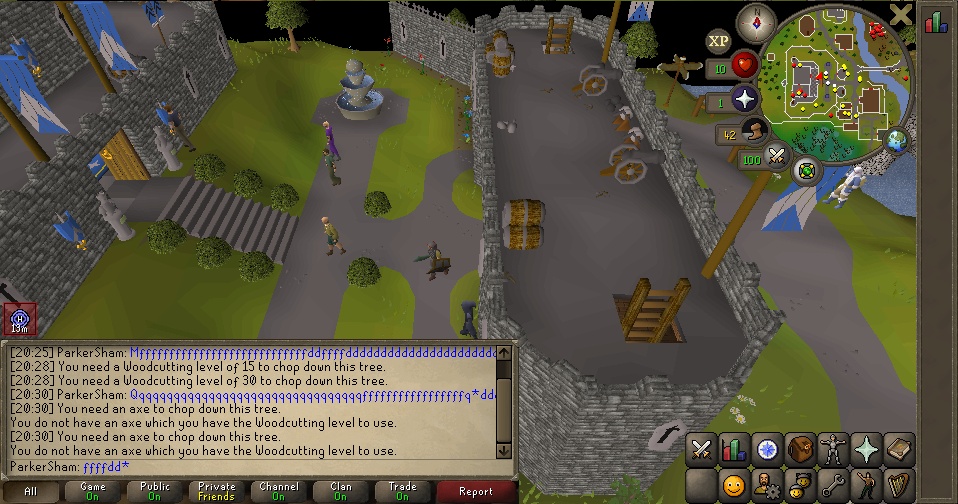 N
XP
10
1
42
100
13m
[20:25] ParkerSham:
[20:28] You need a Woodcutting level of 15 to chop down this tree.
[20:28] You need a Woodcutting level of 30 to chop down this tree.
[20:30] ParkerSham:
[20:30] You need an axe to chop down this tree.
You do not have an axe which you have the Woodcutting level to use.
[20:30] You need an axe to chop down this tree.
You do not have an axe which you have the Woodcutting level to use.
ParkerSham: ffffdd*
All
Game
On
Public
On
Private
Friends
Channel
On
Clan
On
Trade
On
Report